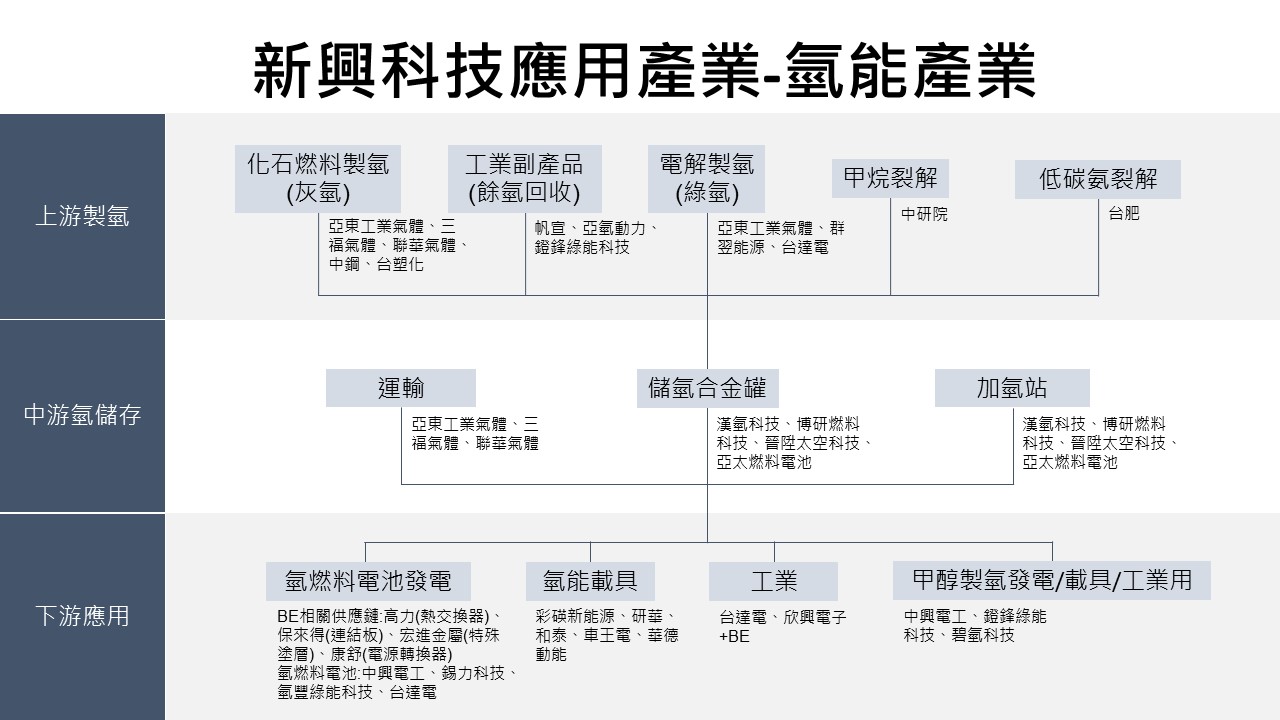 新興科技應用產業-氫能產業
上游製氫
化石燃料製氫
(灰氫)
亞東工業氣體、三
福氣體、聯華氣體、
中鋼、台塑化
工業副產品
(餘氫回收)
帆宣、亞氫動力、
鐙鋒綠能科技
電解製氫
(綠氫)
亞東工業氣體、群
翌能源、台達電
甲烷裂解
中研院
低碳氨裂解
台肥
中游氫儲存
運輸
亞東工業氣體、三
福氣體、聯華氣體
儲氫合金罐
漢氫科技、博研燃料
科技、晉陞太空科技、
亞太燃料電池
加氫站
漢氫科技、博研燃料
科技、晉陞太空科技、
亞太燃料電池
下游應用
氫燃料電池發電
BE相關供應鏈:高力(熱交換器)、
保來得(連結板)、宏進金屬(特殊
塗層)、康舒(電源轉換器)
氫燃料電池:中興電工、錫力科技、
氫豐綠能科技、台達電
氫能載具
彩碤新能源、研華、
和泰、車王電、華德
動能
工業
台達電、欣興電子
+BE
甲醇製氫發電/載具/工業用
中興電工、鐙鋒綠能
科技、碧氫科技